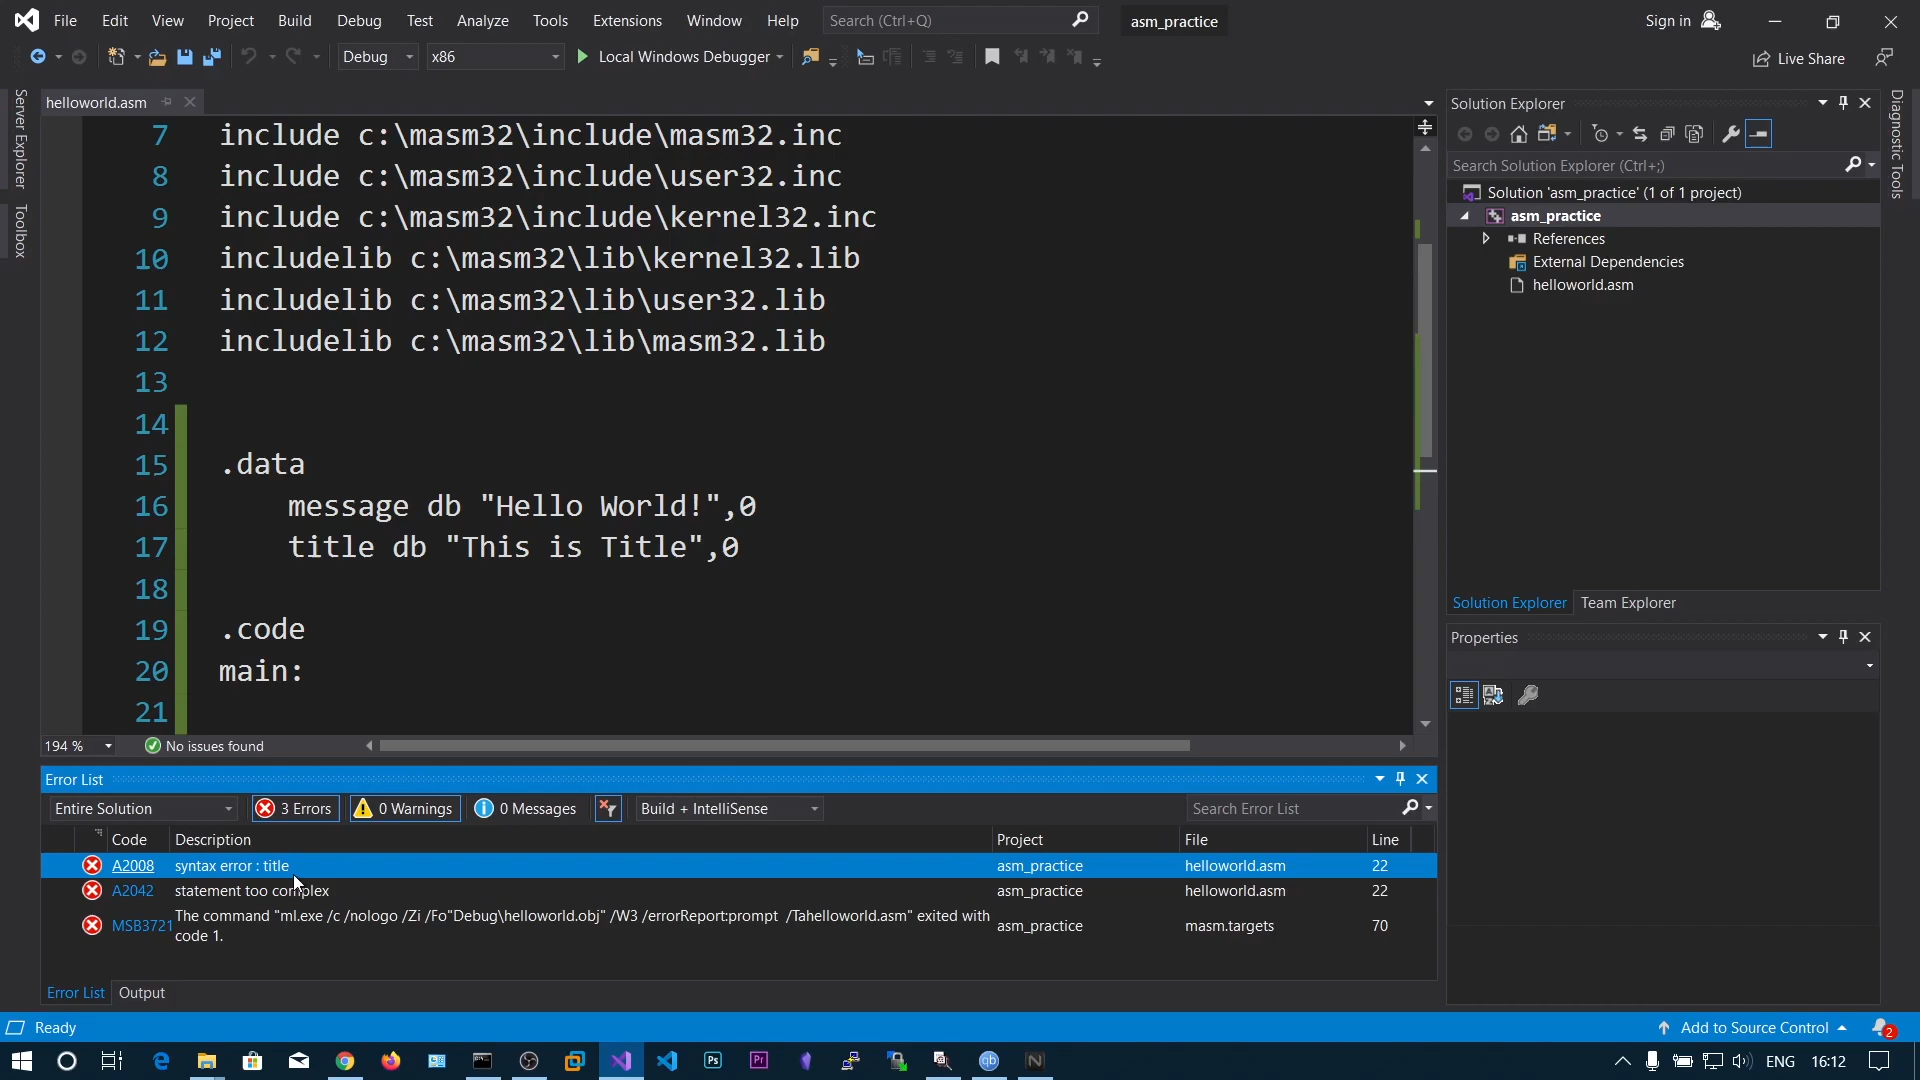 File Edit View Project Build Debug Test Analyze Tools Extensions Window Help Search (Ctrl+Q) asm_practice Sign in
Debug x86 Local Windows Debugger Live Share
Server Explorer
Toolbox
helloworld.asm
7 include c:\masm32\include\masm32.inc
8 include c:\masm32\include\user32.inc
9 include c:\masm32\include\kernel32.inc
10 includelib c:\masm32\lib\kernel32.lib
11 includelib c:\masm32\lib\user32.lib
12 includelib c:\masm32\lib\masm32.lib
13
14
15 .data
16 message db "Hello World!",0
17 title db "This is Title",0
18
19 .code
20 main:
21
194 % No issues found
Error List
Entire Solution 3 Errors 0 Warnings 0 Messages Build + IntelliSense Search Error List
Code Description Project File Line
A2008 syntax error : title asm_practice helloworld.asm 22
A2042 statement too complex asm_practice helloworld.asm 22
MSB3721 The command "ml.exe /c /nologo /Zi /Fo"Debug\helloworld.obj" /W3 /errorReport:prompt /Tahelloworld.asm" exited with asm_practice masm.targets 70
code 1.
Error List Output
Solution Explorer
Search Solution Explorer (Ctrl+;)
Solution 'asm_practice' (1 of 1 project)
asm_practice
References
External Dependencies
helloworld.asm
Solution Explorer Team Explorer
Properties
Diagnostic Tools
Ready Add to Source Control 2
Ps Pr qb N ENG 16:12